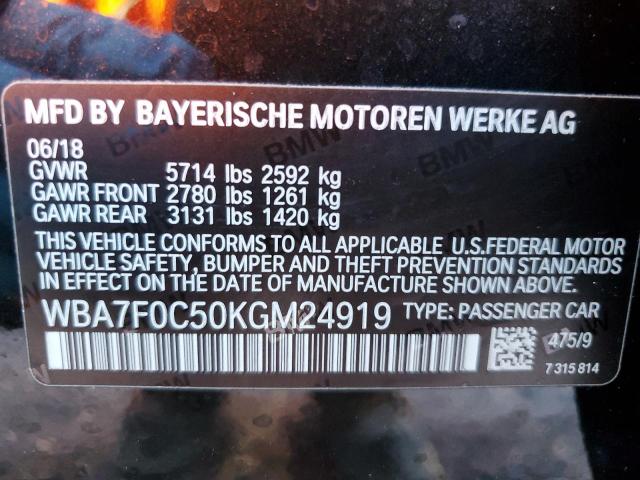 MFD BY BAYERISCHE MOTOREN WERKE AG
06/18
GVWR 5714 lbs 2592 kg
GAWR FRONT 2780 lbs 1261 kg
GAWR REAR 3131 lbs 1420 kg
THIS VEHICLE CONFORMS TO ALL APPLICABLE U.S.FEDERAL MOTOR
VEHICLE SAFETY, BUMPER AND THEFT PREVENTION STANDARDS
IN EFFECT ON THE DATE OF MANUFACTURE SHOWN ABOVE.
WBA7F0C50KGM24919 TYPE: PASSENGER CAR
475/9
7 315 814